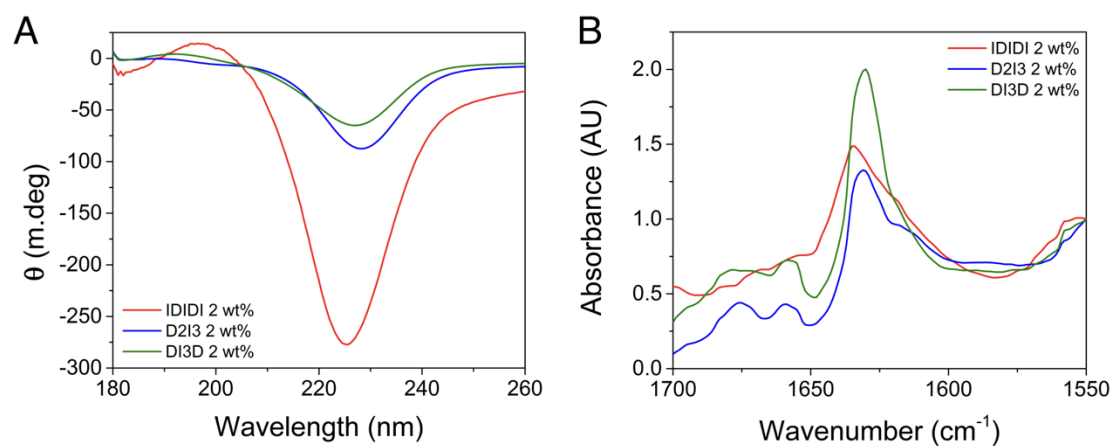 A
θ (m.deg)
0
-50
-100
-150
-200
-250
-300
IDIDI 2 wt%
D2I3 2 wt%
DI3D 2 wt%
180
200
220
240
260
Wavelength (nm)
B
Absorbance (AU)
2.0
1.5
1.0
0.5
0.0
IDIDI 2 wt%
D2I3 2 wt%
DI3D 2 wt%
1700
1650
1600
1550
Wavenumber (cm⁻¹)